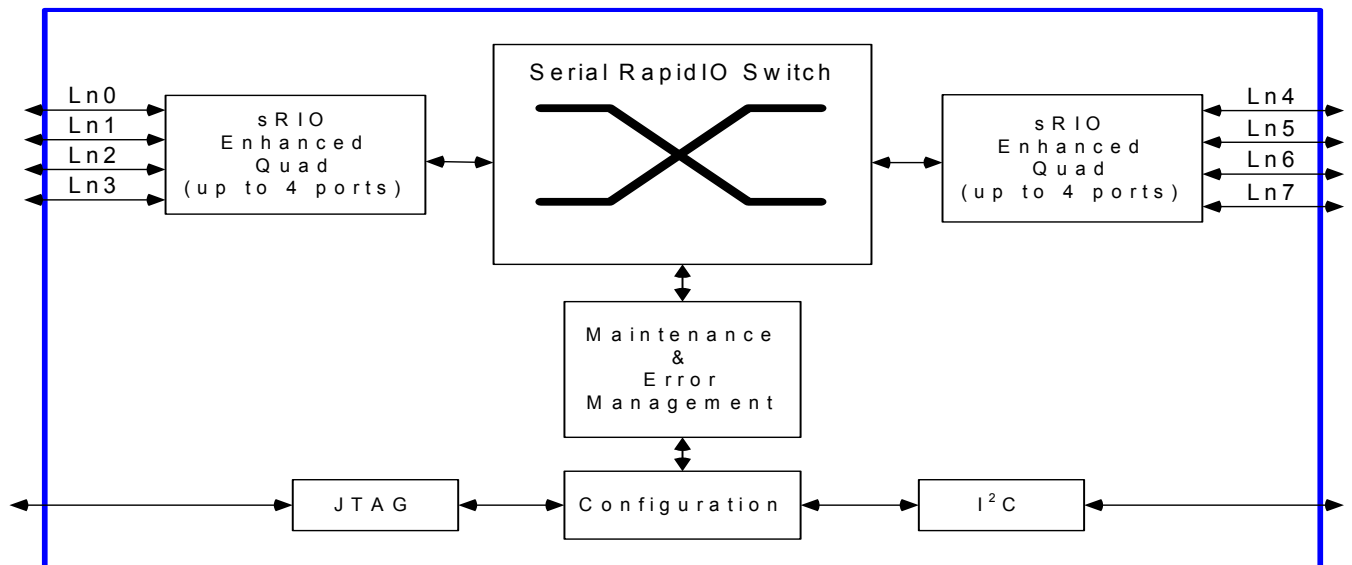 Serial RapidIO Switch
Ln0
Ln1
Ln2
Ln3
sRIO
Enhanced
Quad
(up to 4 ports)
sRIO
Enhanced
Quad
(up to 4 ports)
Ln4
Ln5
Ln6
Ln7
Maintenance
&
Error
Management
JTAG
Configuration
I²C